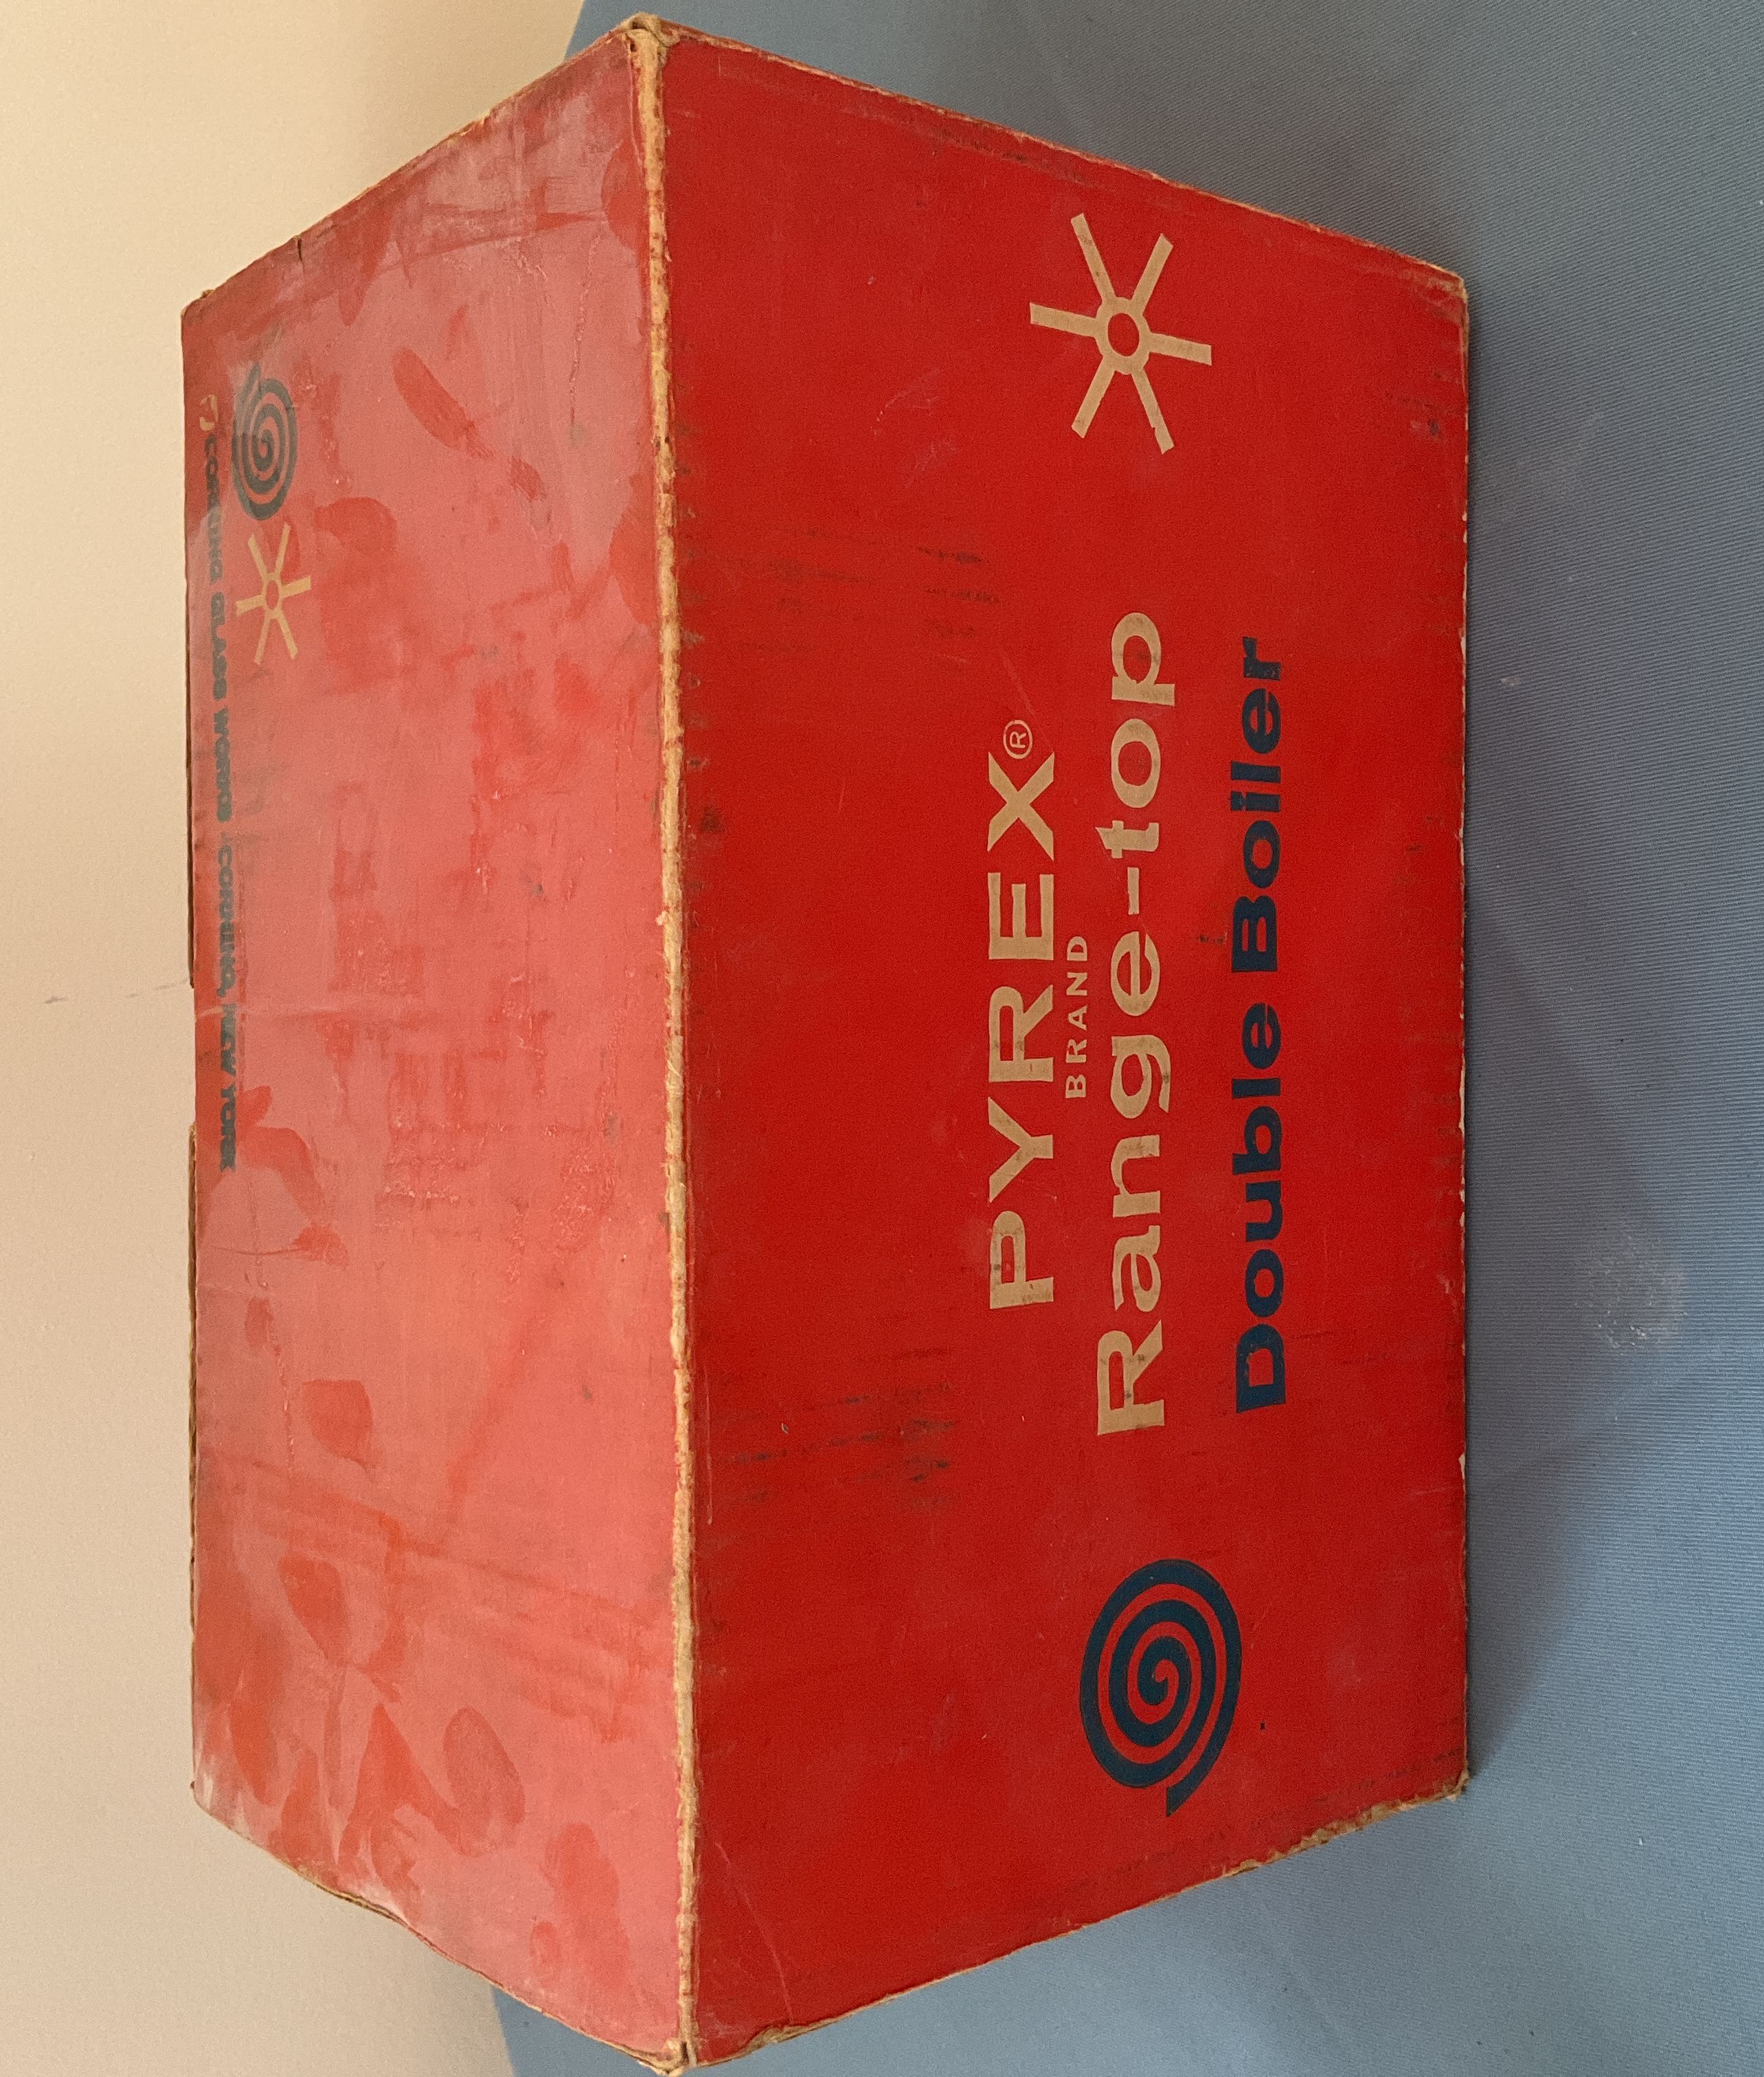 PYREX®
BRAND
Range-top
Double Boiler
CORNING GLASS WORKS CORNING, NEW YORK